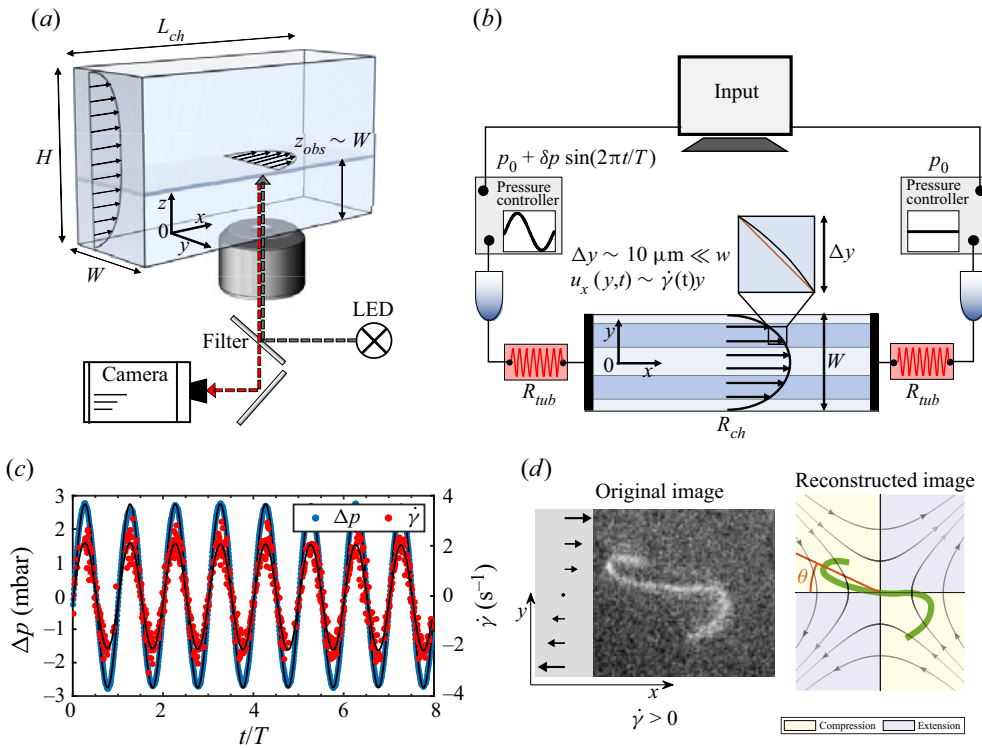 (a)
L_ch
H
z_obs ~ W
z
x
0
y
W
LED
Filter
Camera
(b)
Input
p_0 + δp sin(2πt/T)
p_0
Pressure controller
Pressure controller
Δy ~ 10 μm ≪ w
u_x (y,t) ~ γ̇(t)y
Δy
y
0
x
W
R_tub
R_tub
R_ch
(c)
3
2
1
0
−1
−2
−3
Δp (mbar)
Δp
γ̇
4
2
0
−2
−4
γ̇ (s⁻¹)
0
2
4
6
8
t/T
(d)
Original image
Reconstructed image
θ
y
x
γ̇ > 0
Compression
Extension